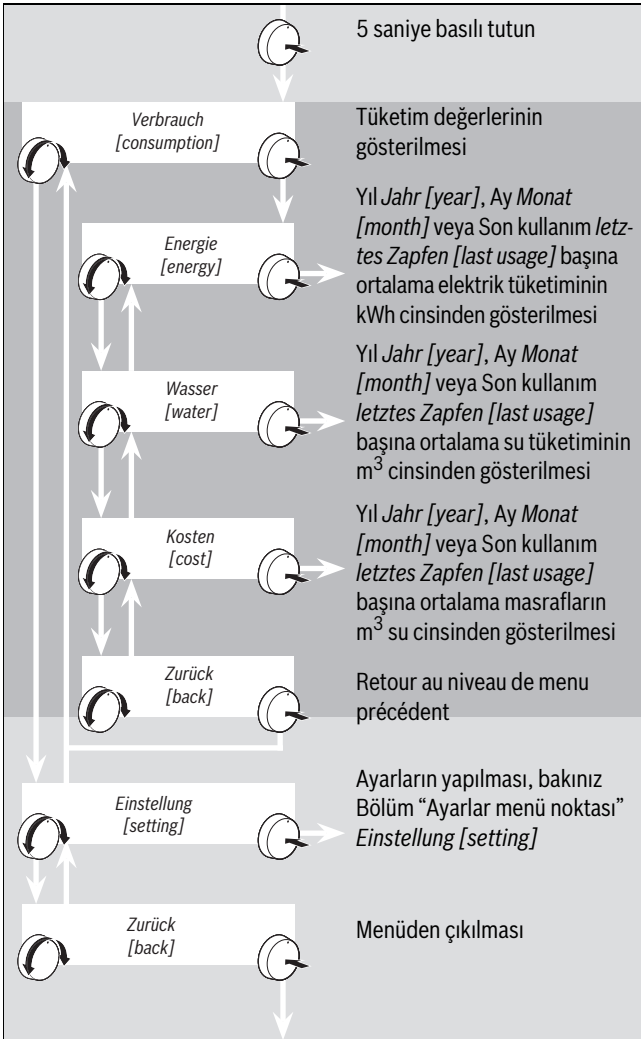 5 saniye basılı tutun
Verbrauch
[consumption]
Tüketim değerlerinin
gösterilmesi
Energie
[energy]
Yıl Jahr [year], Ay Monat
[month] veya Son kullanım letz-
tes Zapfen [last usage] başına
ortalama elektrik tüketiminin
kWh cinsinden gösterilmesi
Wasser
[water]
Yıl Jahr [year], Ay Monat
[month] veya Son kullanım
letztes Zapfen [last usage]
başına ortalama su tüketiminin
m³ cinsinden gösterilmesi
Kosten
[cost]
Yıl Jahr [year], Ay Monat
[month] veya Son kullanım
letztes Zapfen [last usage]
başına ortalama masrafların
m³ su cinsinden gösterilmesi
Zurück
[back]
Retour au niveau de menu
précédent
Einstellung
[setting]
Ayarların yapılması, bakınız
Bölüm “Ayarlar menü noktası”
Einstellung [setting]
Zurück
[back]
Menüden çıkılması